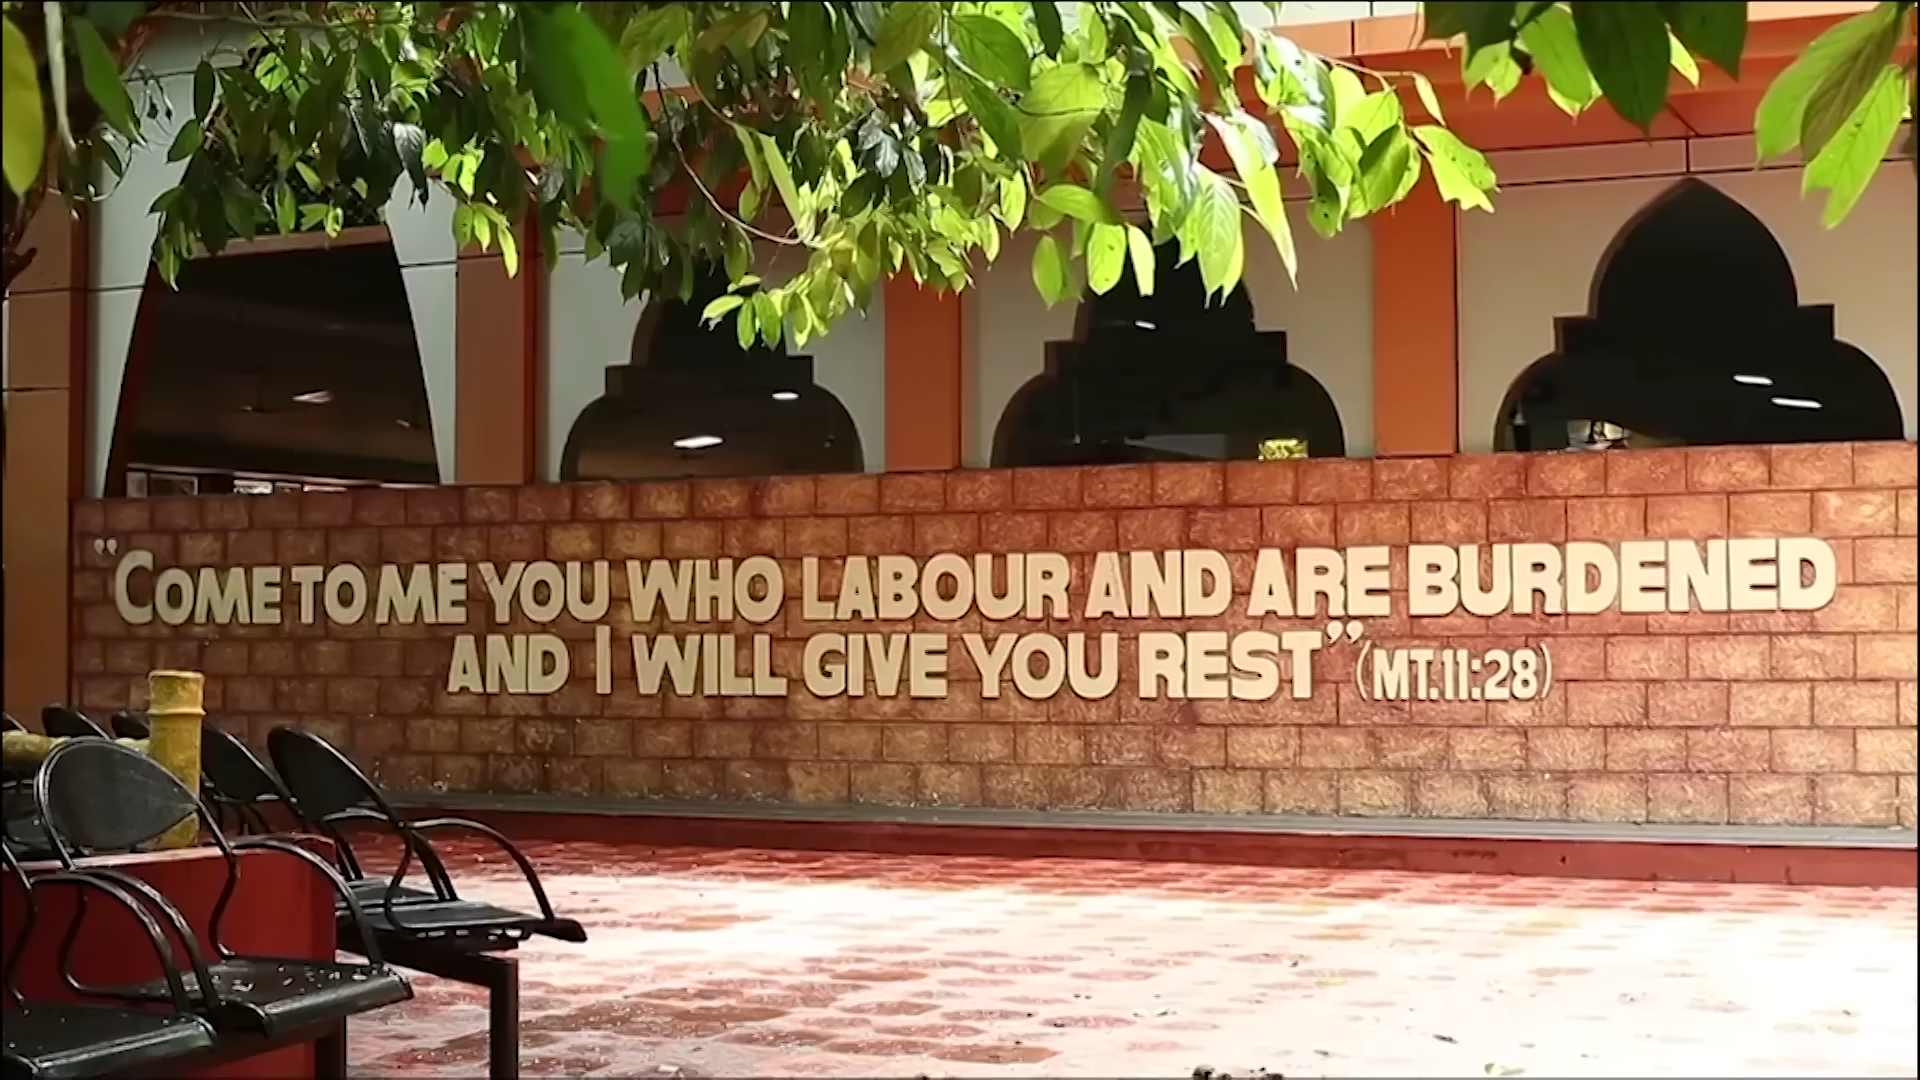 "COME TO ME YOU WHO LABOUR AND ARE BURDENED
AND I WILL GIVE YOU REST" (MT.11:28)